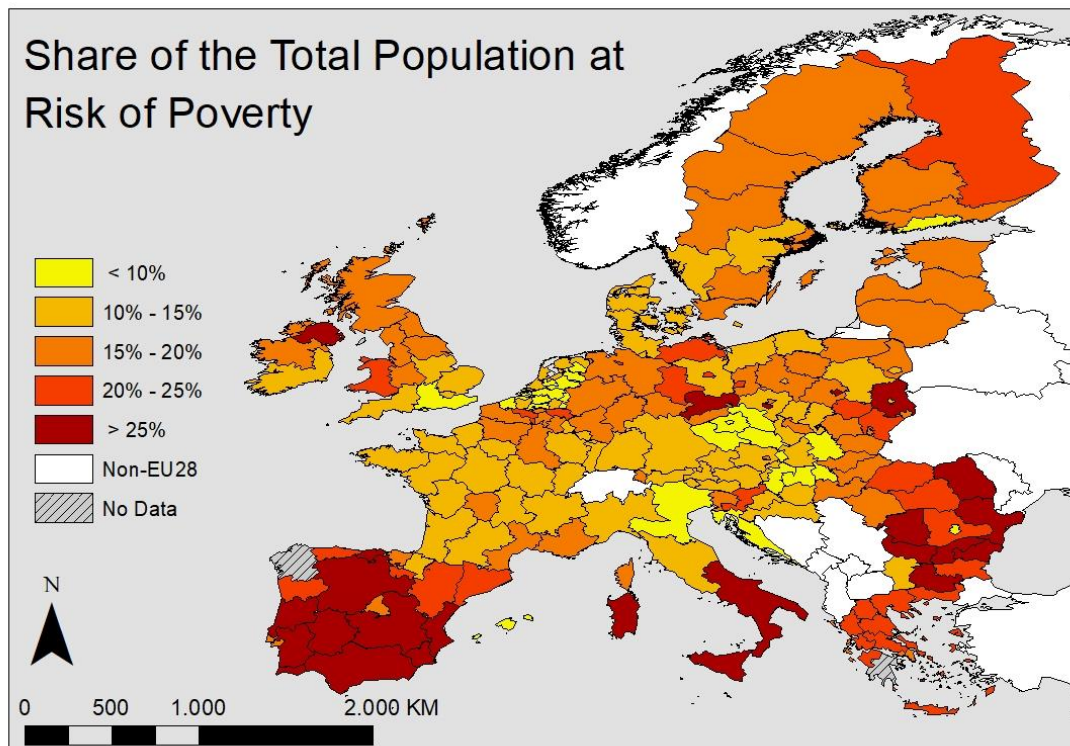 Share of the Total Population at
Risk of Poverty
< 10%
10% - 15%
15% - 20%
20% - 25%
> 25%
Non-EU28
No Data
N
0 500 1.000 2.000 KM